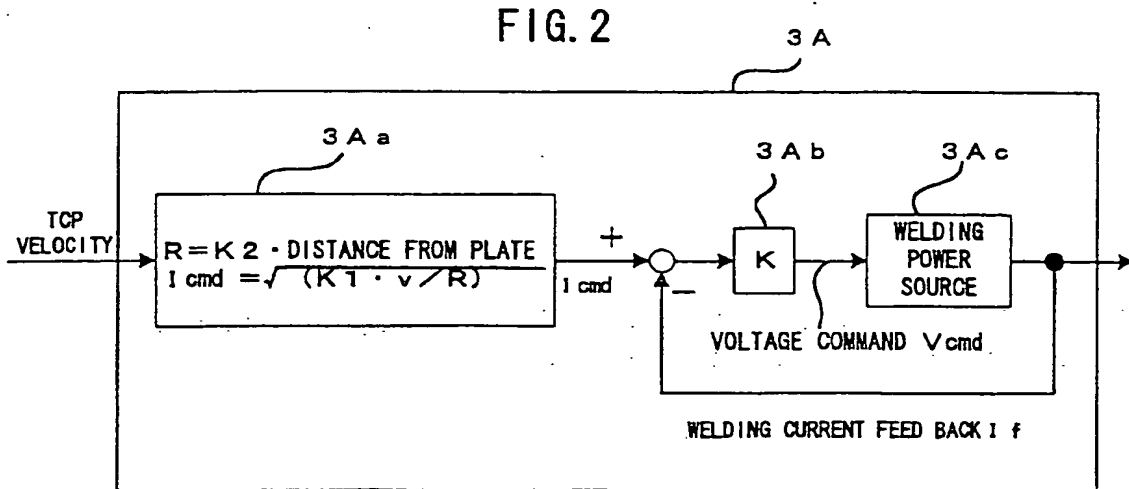 FIG. 2
3A
3Aa
3Ab
3Ac
TCP
VELOCITY
R=K2・DISTANCE FROM PLATE
I cmd =√(K1・v/R)
+
I cmd
−
K
WELDING
POWER
SOURCE
VOLTAGE COMMAND Vcmd
WELDING CURRENT FEED BACK I f